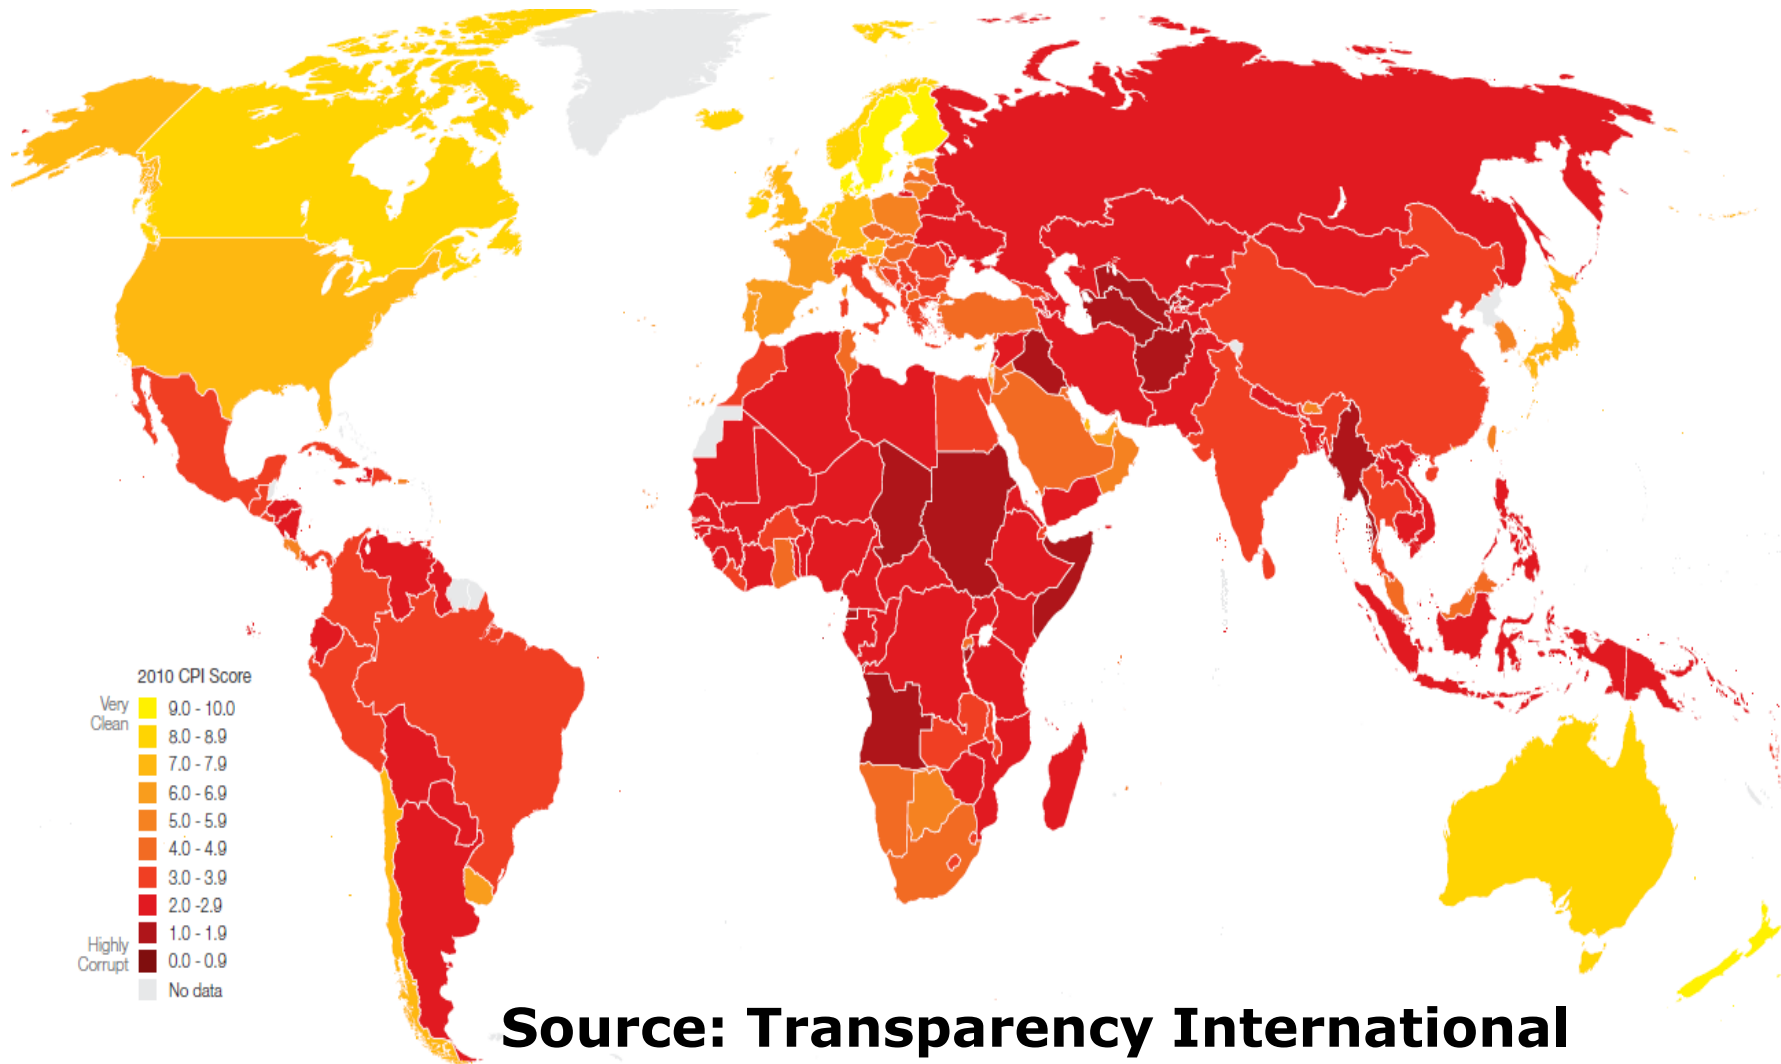 2010 CPI Score
Very
Clean
9.0 - 10.0
8.0 - 8.9
7.0 - 7.9
6.0 - 6.9
5.0 - 5.9
4.0 - 4.9
3.0 - 3.9
2.0 -2.9
1.0 - 1.9
Highly
Corrupt
0.0 - 0.9
No data
Source: Transparency International